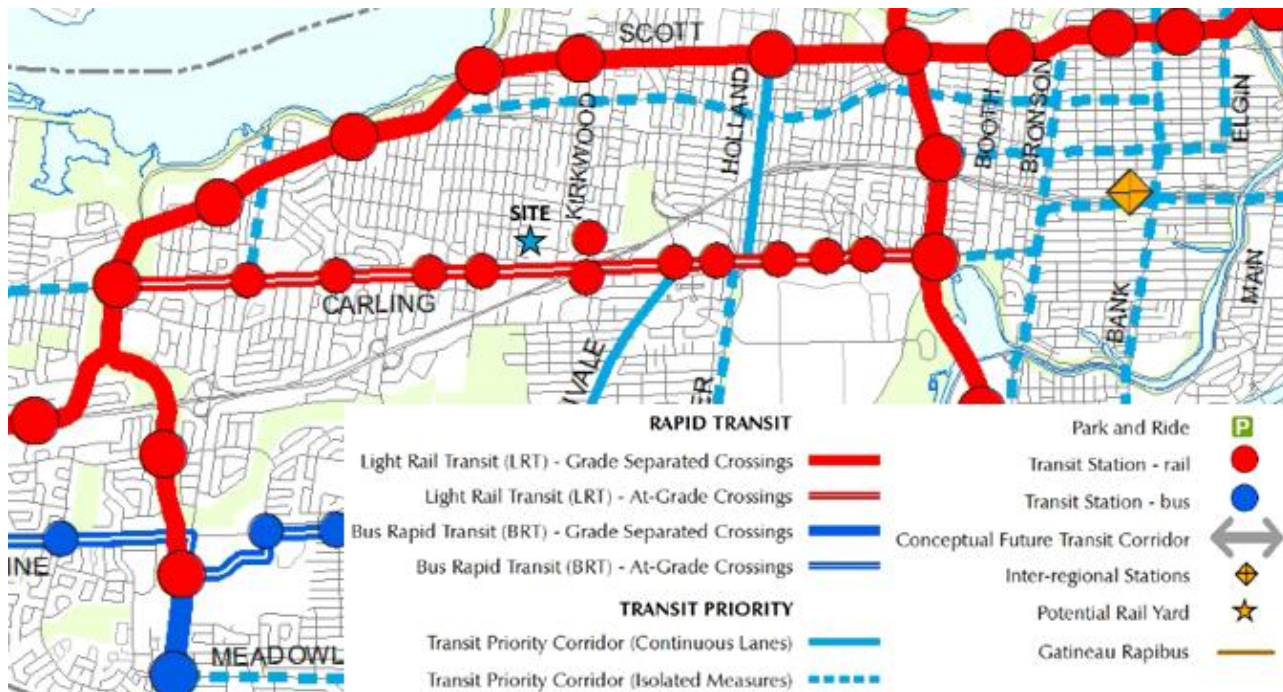 SCOTT
KIRKWOOD
HOLLAND
BOOTH
BRONSON
ELGIN
SITE
CARLING
BANK
MAIN
IVALE
ER
INE
MEADOWL
RAPID TRANSIT
Light Rail Transit (LRT) - Grade Separated Crossings
Light Rail Transit (LRT) - At-Grade Crossings
Bus Rapid Transit (BRT) - Grade Separated Crossings
Bus Rapid Transit (BRT) - At-Grade Crossings
TRANSIT PRIORITY
Transit Priority Corridor (Continuous Lanes)
Transit Priority Corridor (Isolated Measures)
Park and Ride P
Transit Station - rail
Transit Station - bus
Conceptual Future Transit Corridor
Inter-regional Stations
Potential Rail Yard
Gatineau Rapibus